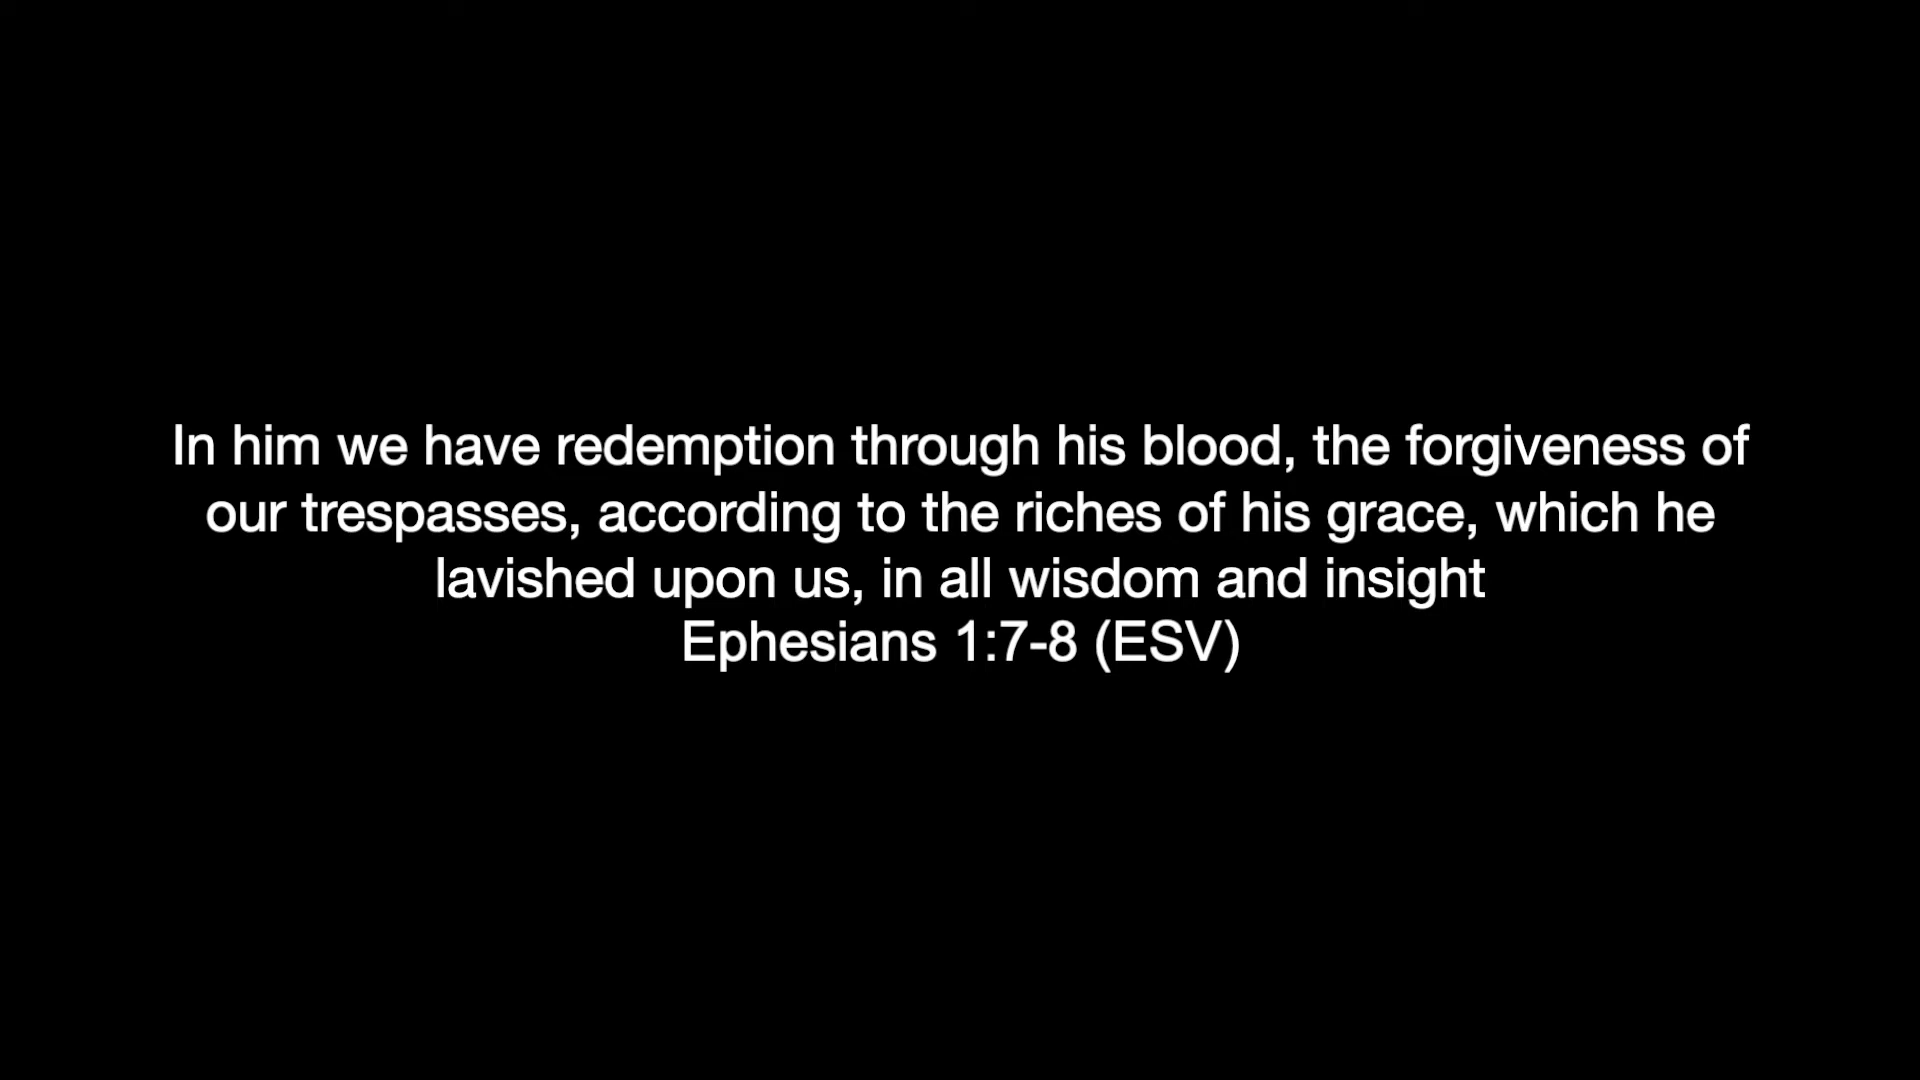 In him we have redemption through his blood, the forgiveness of
our trespasses, according to the riches of his grace, which he
lavished upon us, in all wisdom and insight
Ephesians 1:7-8 (ESV)